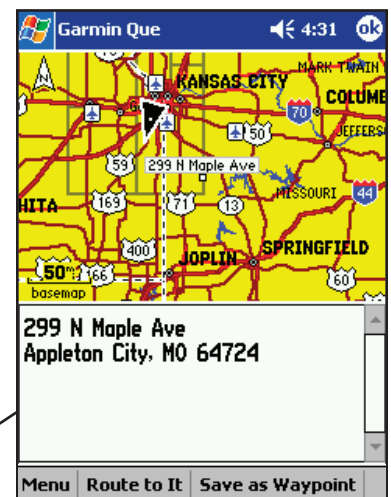 Garmin Que
4:31 ok
MARK TWAIN
KANSAS CITY
COLUME
70
50
JEFFERS
59
299 N Maple Ave
HITA
169
71
13
MISSOURI
44
400
SPRINGFIELD
JOPLIN
50
166
60
basemap
299 N Maple Ave
Appleton City, MO 64724
Menu Route to It Save as Waypoint